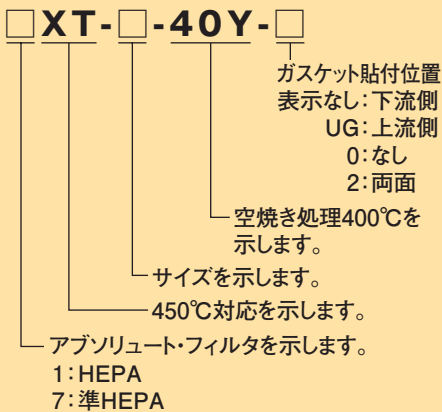 □XT-□-40Y-□
ガスケット貼付位置
表示なし:下流側
UG:上流側
0:なし
2:両面
空焼き処理400℃を
示します。
サイズを示します。
450℃対応を示します。
アブソリュート・フィルタを示します。
1:HEPA
7:準HEPA